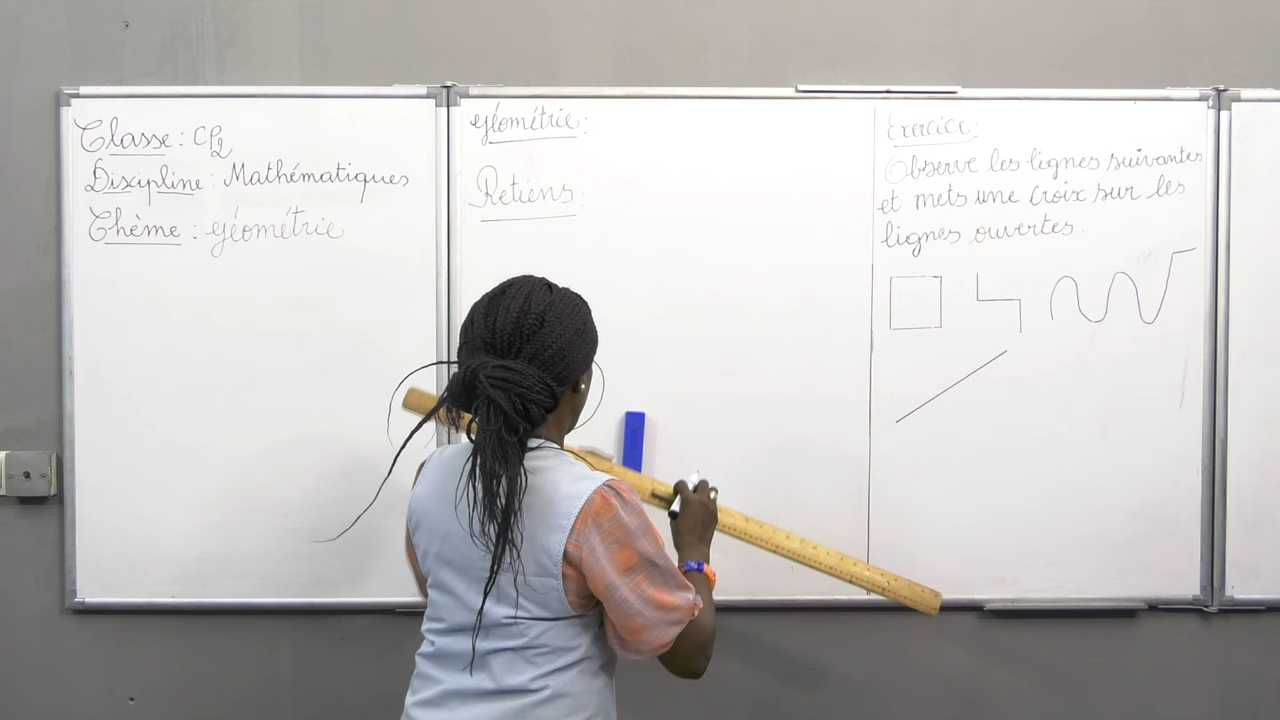 Classe : CP2
Discipline : Mathématiques
Thème : géométrie
géométrie :
Retiens :
Exercice :
Observe les lignes suivantes
et mets une croix sur les
lignes ouvertes.